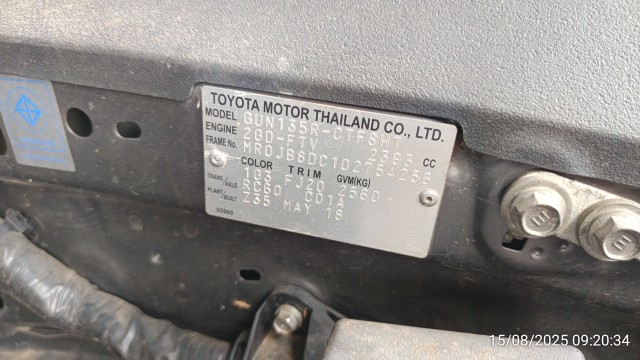 TOYOTA MOTOR THAILAND CO., LTD.
MODEL GUN135R-CTFSHT
ENGINE 2GD-FTV 2393 CC
FRAME No. MR0JB8DC102754256
COLOR TRIM GVM(KG)
1G3 FJ20 2560
TRANS/AXLE RC60 C01A
PLANT/BUILT Z35 MAY 18
15/08/2025 09:20:34